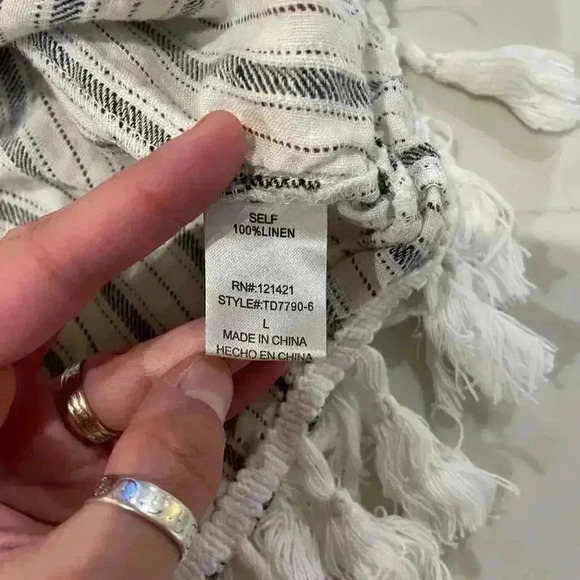 SELF
100%LINEN
RN#:121421
STYLE#:TD7790-6
L
MADE IN CHINA
HECHO EN CHINA